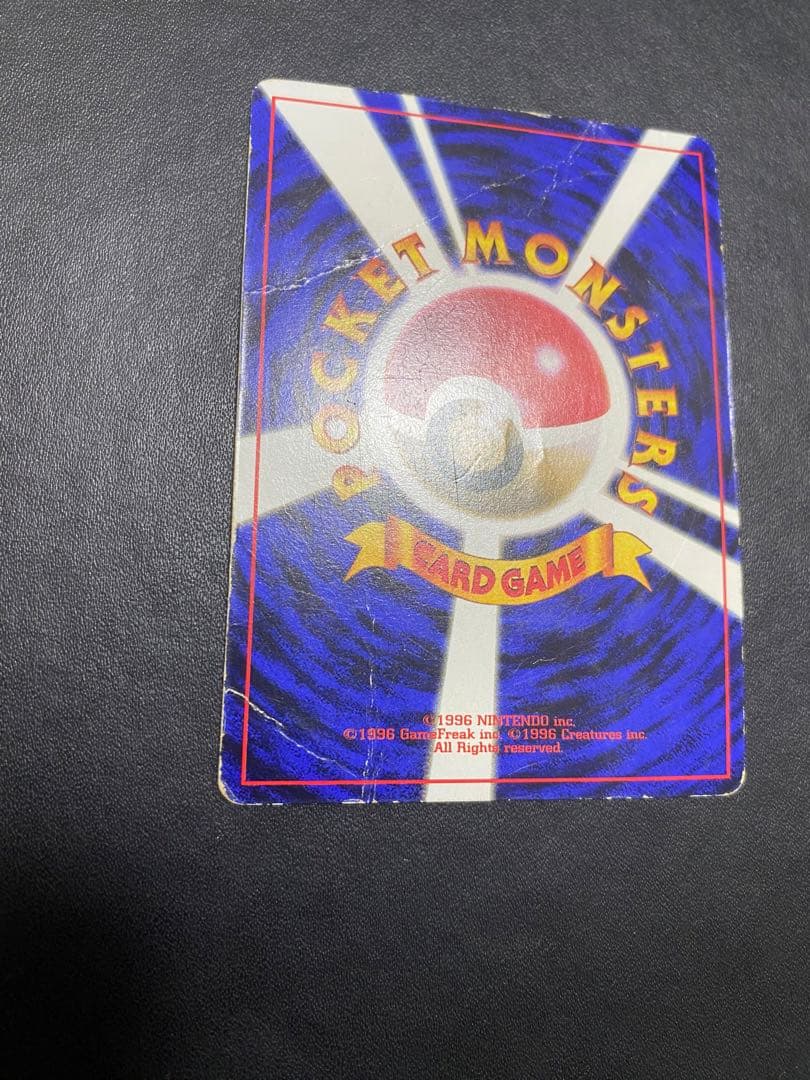 POCKET MONSTERS
CARD GAME
©1996 NINTENDO inc.
©1996 GameFreak inc. ©1996 Creatures inc.
All Rights reserved.